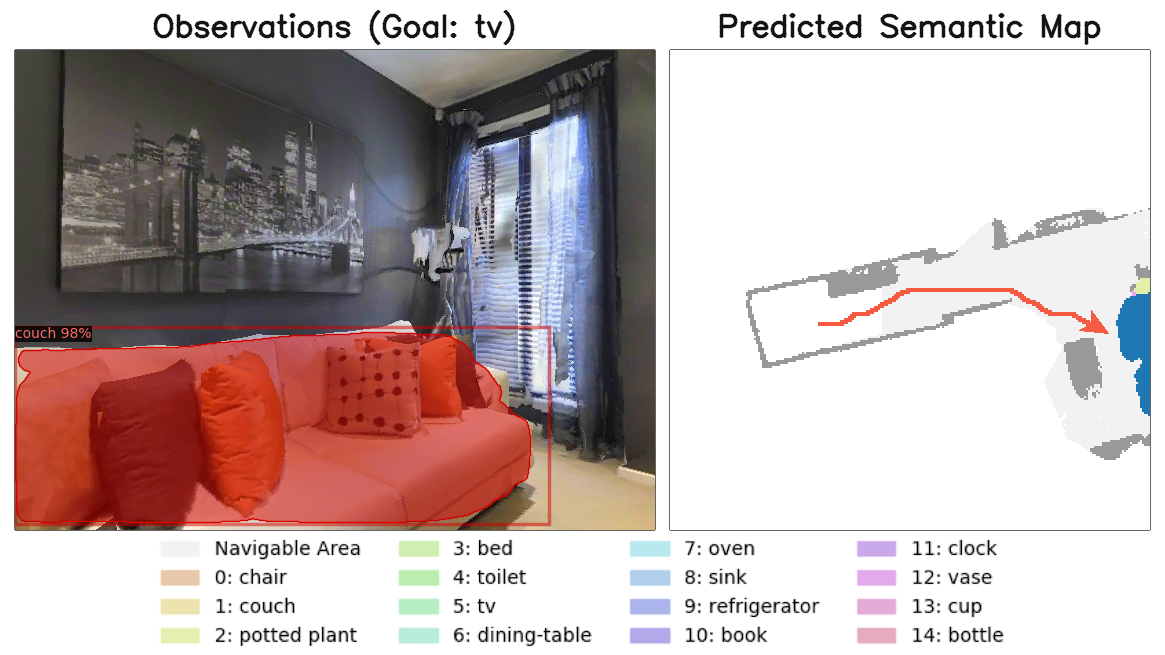 Observations (Goal: tv)
Predicted Semantic Map
couch 98%
Navigable Area
0: chair
1: couch
2: potted plant
3: bed
4: toilet
5: tv
6: dining-table
7: oven
8: sink
9: refrigerator
10: book
11: clock
12: vase
13: cup
14: bottle